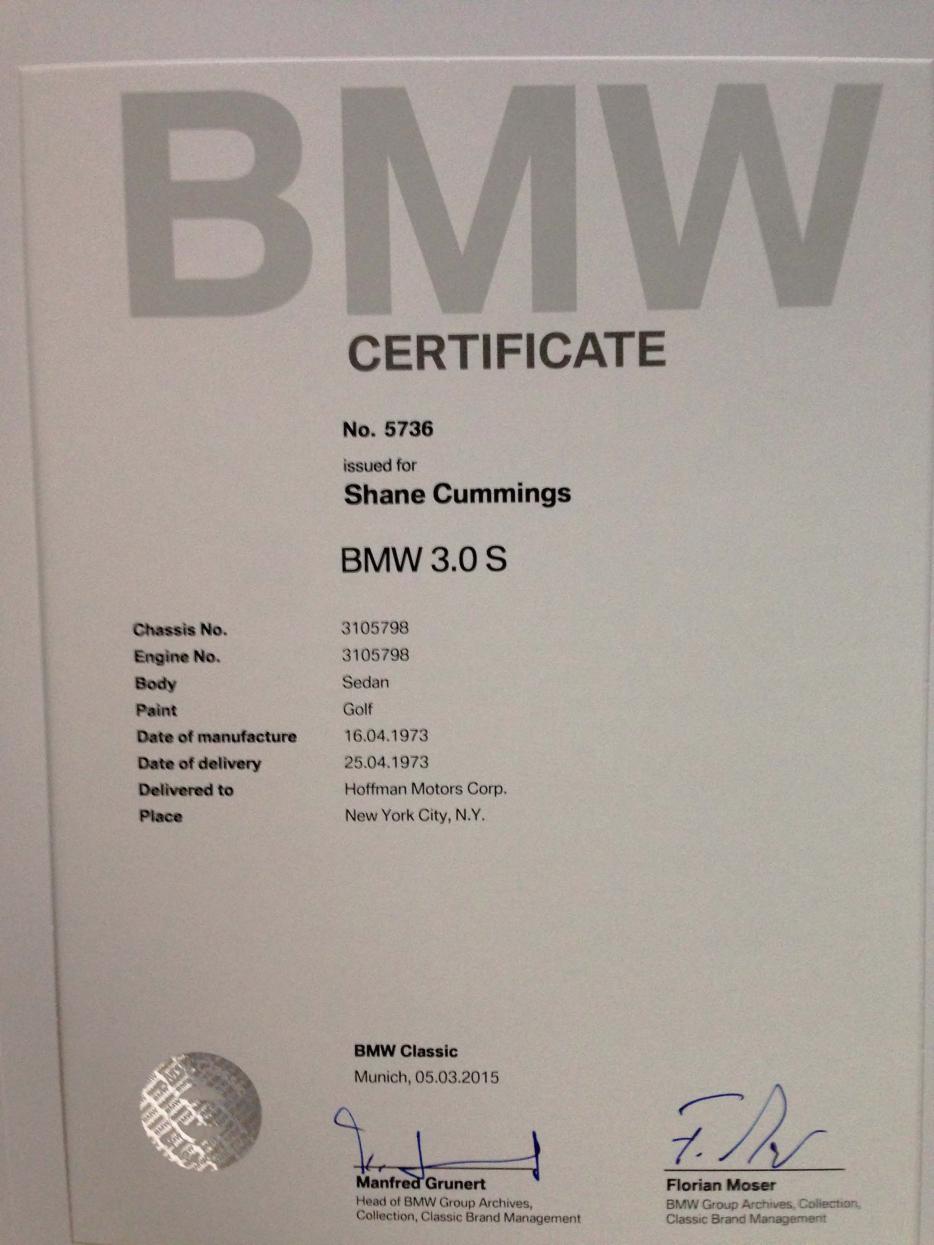 BMW
CERTIFICATE
No. 5736
issued for
Shane Cummings
BMW 3.0 S
Chassis No. 3105798
Engine No. 3105798
Body Sedan
Paint Golf
Date of manufacture 16.04.1973
Date of delivery 25.04.1973
Delivered to Hoffman Motors Corp.
Place New York City, N.Y.
BMW Classic
Munich, 05.03.2015
Manfred Grunert
Head of BMW Group Archives,
Collection, Classic Brand Management
Florian Moser
BMW Group Archives, Collection,
Classic Brand Management